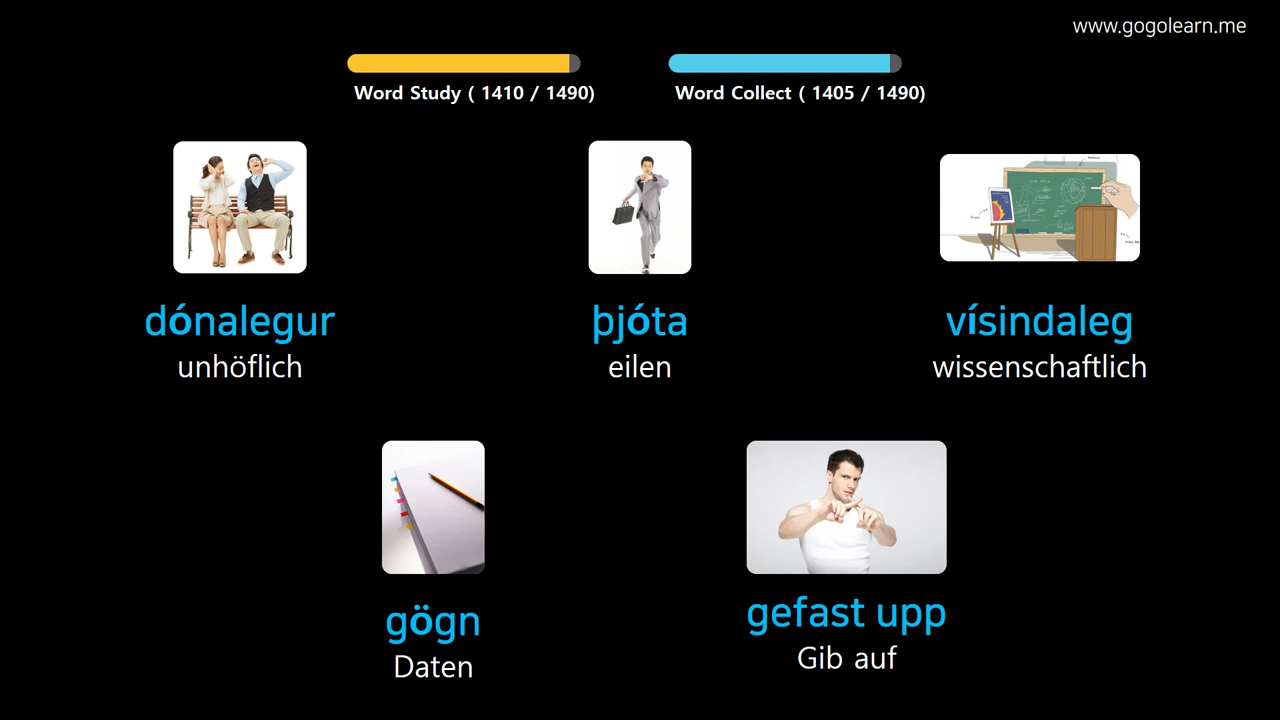 www.gogolearn.me
Word Study ( 1410 / 1490)
Word Collect ( 1405 / 1490)
dónalegur
unhöflich
þjóta
eilen
vísindaleg
wissenschaftlich
gögn
Daten
gefast upp
Gib auf